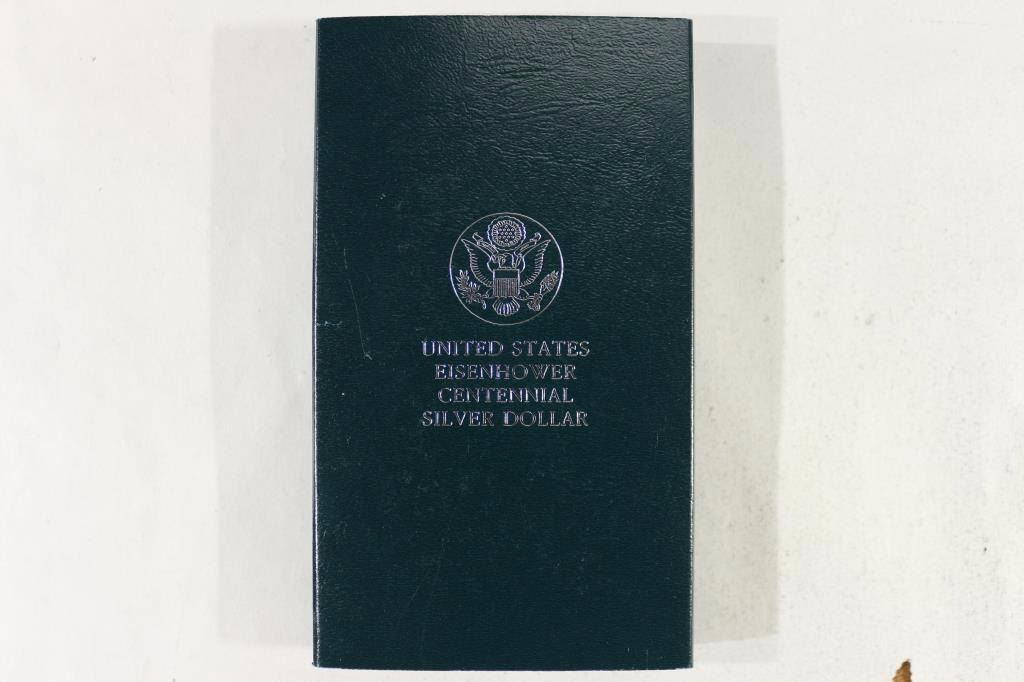 UNITED STATES
EISENHOWER
CENTENNIAL
SILVER DOLLAR